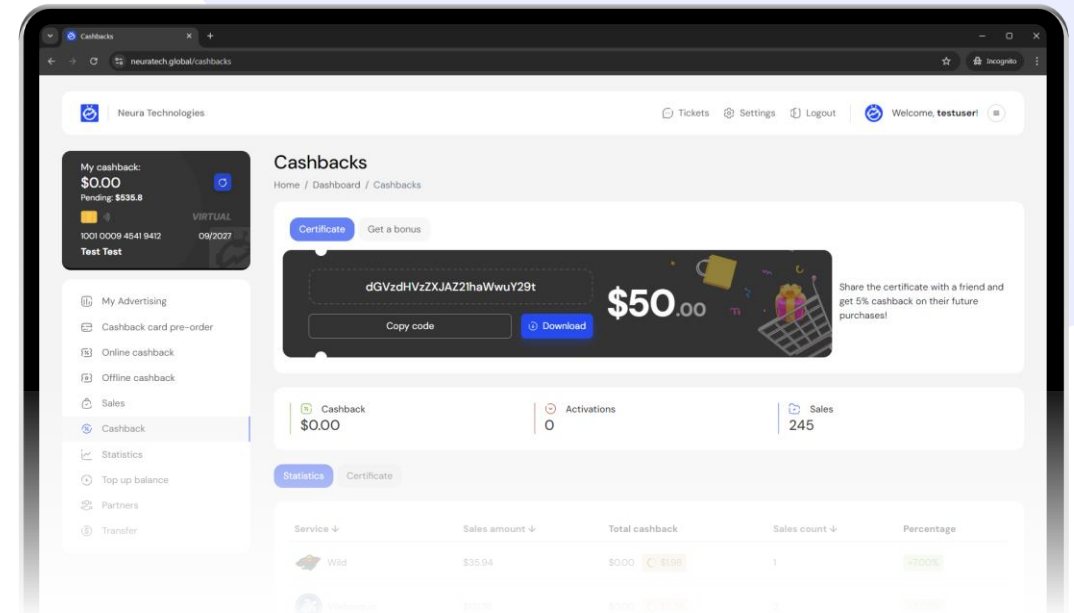 Cashbacks
neuratech.global/cashbacks
Incognito
Neura Technologies
Tickets
Settings
Logout
Welcome, testuser!
My cashback:
$0.00
Pending: $535.8
VIRTUAL
1001 0009 4541 9412 09/2027
Test Test
My Advertising
Cashback card pre-order
Online cashback
Offline cashback
Sales
Cashback
Statistics
Top up balance
Partners
Transfer
Cashbacks
Home / Dashboard / Cashbacks
Certificate
Get a bonus
dGVzdHVzZXJAZ21haWwuY29t
Copy code
Download
$50.00
Share the certificate with a friend and
get 5% cashback on their future
purchases!
Cashback
$0.00
Activations
0
Sales
245
Statistics
Certificate
Service Sales amount Total cashback Sales count Percentage
Wild $35.94 $0.00 $1.98 1